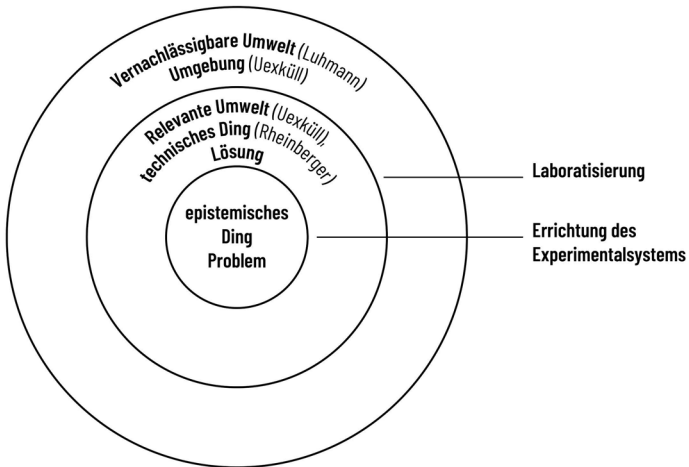 Vernachlässigbare Umwelt (Luhmann)
Umgebung (Uexküll)
Relevante Umwelt (Uexküll),
technisches Ding (Rheinberger)
Lösung
epistemisches
Ding
Problem
Laboratisierung
Errichtung des
Experimentalsystems